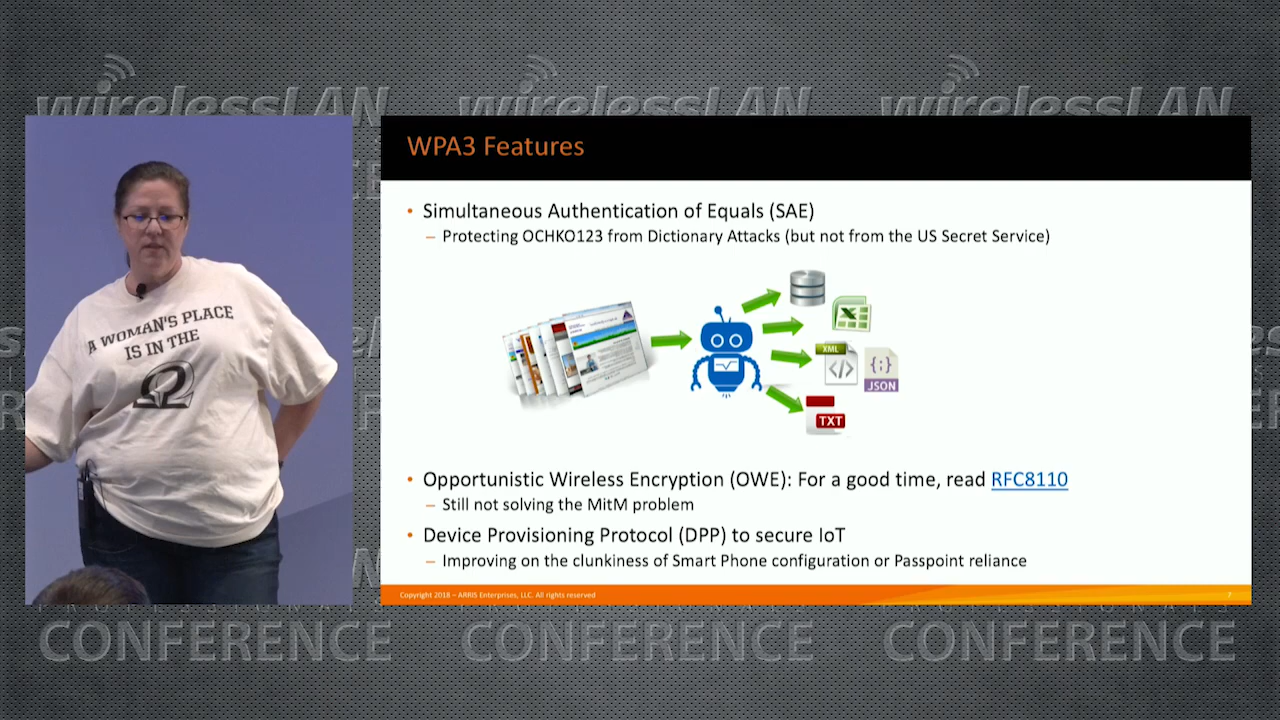 wirelessLAN wirelessLAN wirelessLAN
A WOMAN'S PLACE
IS IN THE
WPA3 Features
• Simultaneous Authentication of Equals (SAE)
– Protecting OCHKO123 from Dictionary Attacks (but not from the US Secret Service)
XML
</>
{;}
JSON
TXT
• Opportunistic Wireless Encryption (OWE): For a good time, read RFC8110
– Still not solving the MitM problem
• Device Provisioning Protocol (DPP) to secure IoT
– Improving on the clunkiness of Smart Phone configuration or Passpoint reliance
Copyright 2018 – ARRIS Enterprises, LLC. All rights reserved
7
CONFERENCE CONFERENCE CONFERENCE